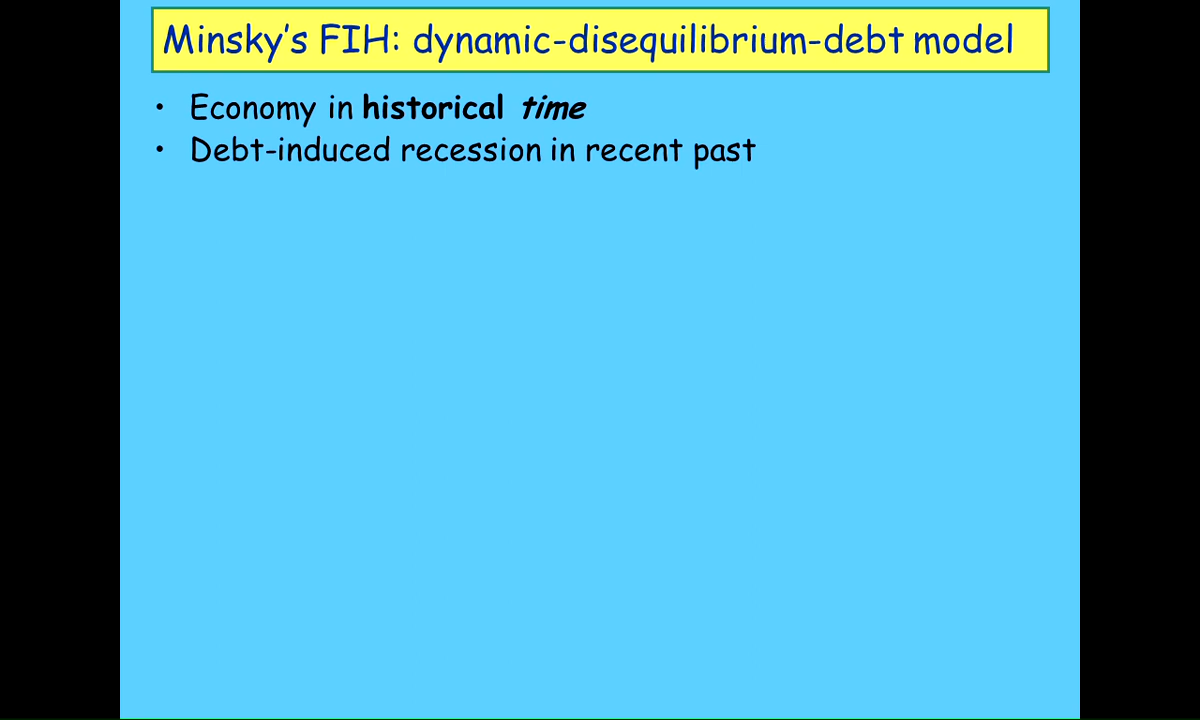 Minsky's FIH: dynamic-disequilibrium-debt model
• Economy in historical time
• Debt-induced recession in recent past